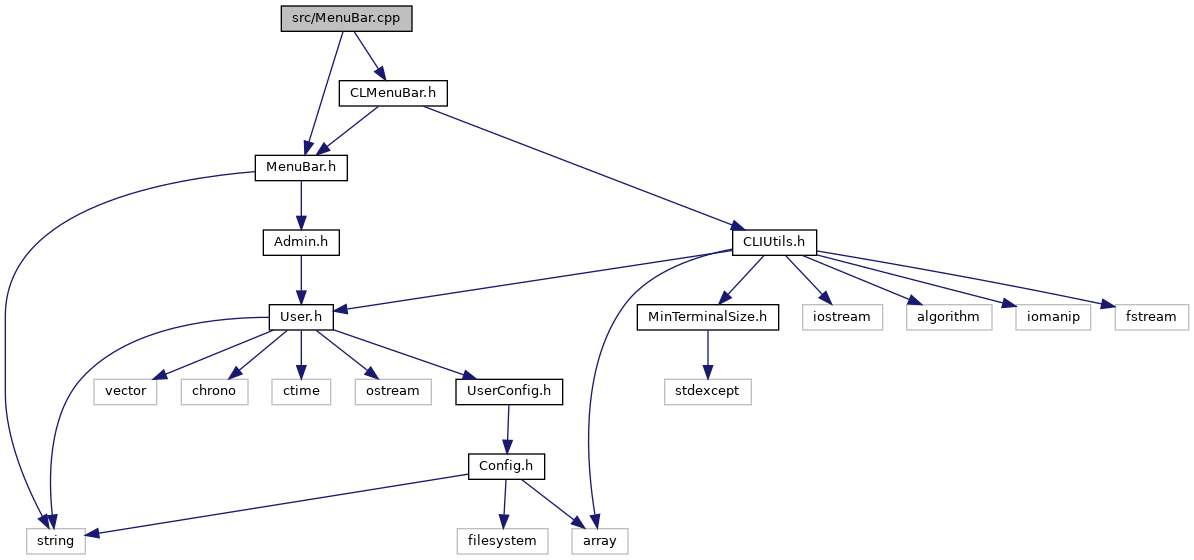 src/MenuBar.cpp
CLMenuBar.h
MenuBar.h
Admin.h
CLIUtils.h
User.h
MinTerminalSize.h
iostream
algorithm
iomanip
fstream
vector
chrono
ctime
ostream
UserConfig.h
stdexcept
Config.h
string
filesystem
array